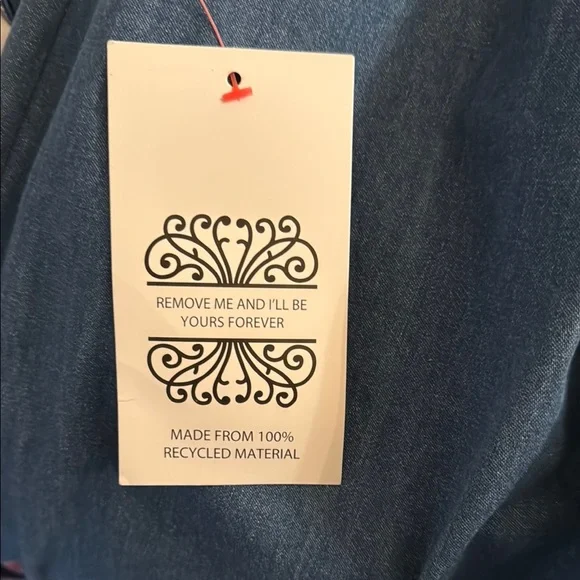 REMOVE ME AND I'LL BE
YOURS FOREVER
MADE FROM 100%
RECYCLED MATERIAL